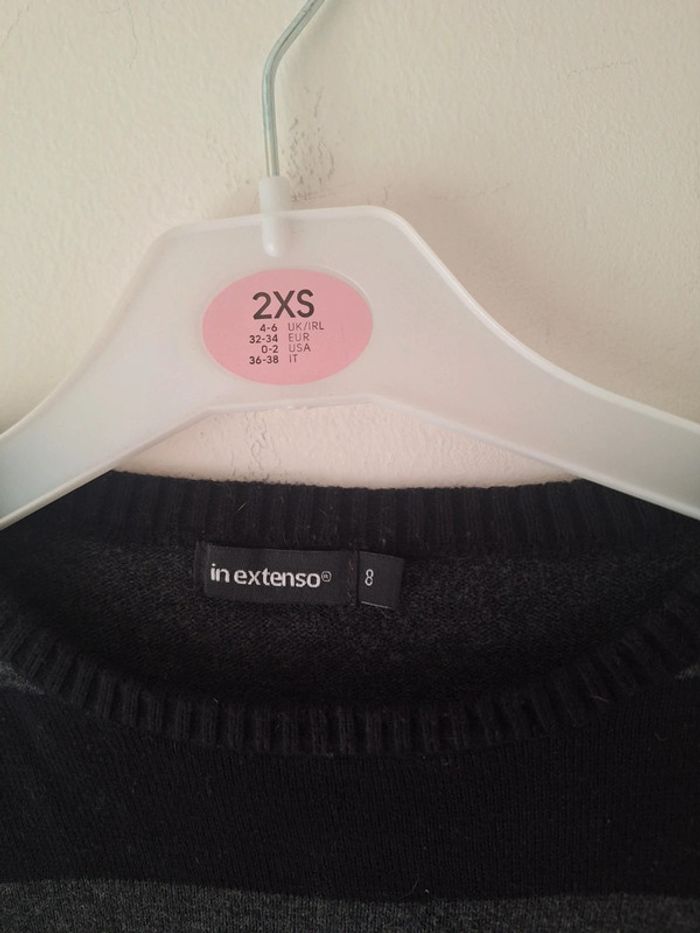 2XS
4-6 UK/IRL
32-34 EUR
0-2 USA
36-38 IT
in extenso® 8